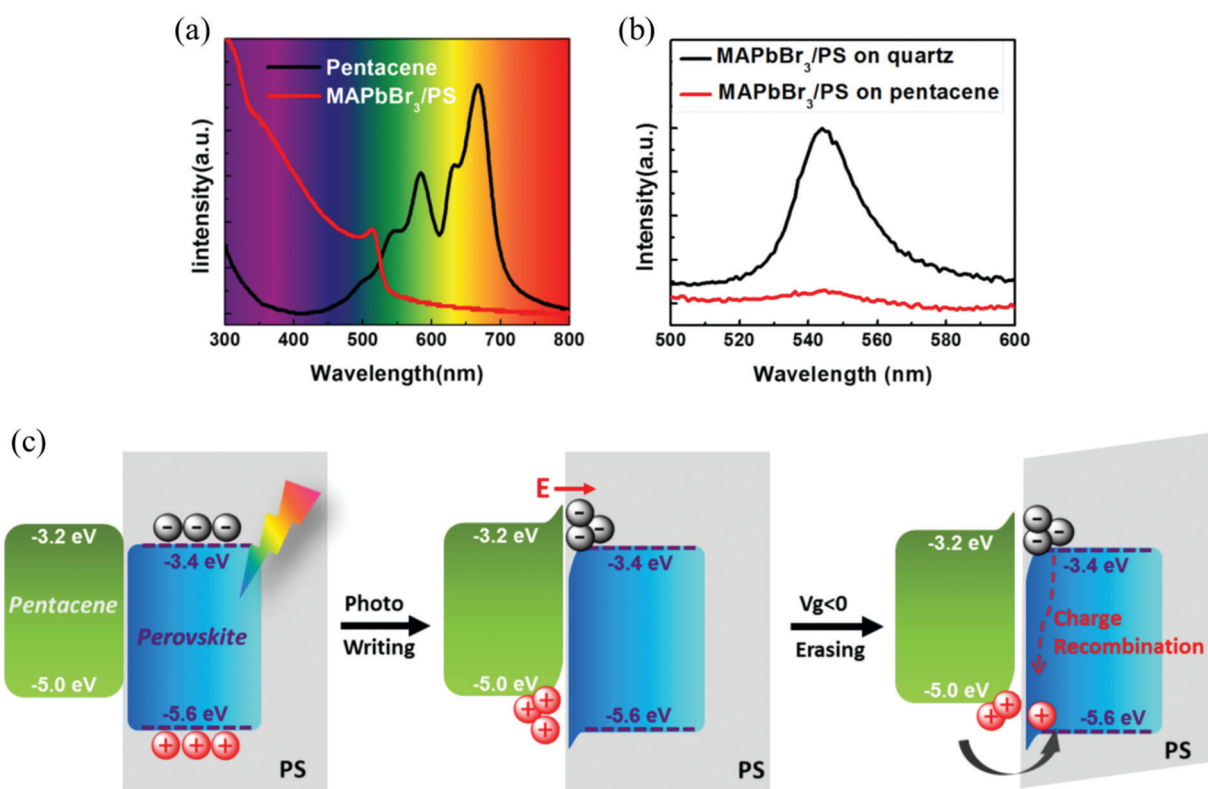 (a)
Iintensity(a.u.)
Pentacene
MAPbBr₃/PS
300 400 500 600 700 800
Wavelength(nm)
(b)
Intensity(a.u.)
MAPbBr₃/PS on quartz
MAPbBr₃/PS on pentacene
500 520 540 560 580 600
Wavelength (nm)
(c)
-3.2 eV
-3.4 eV
Pentacene
Perovskite
-5.0 eV
-5.6 eV
PS
Photo
Writing
E
-3.2 eV
-3.4 eV
-5.0 eV
-5.6 eV
PS
Vg<0
Erasing
-3.2 eV
-3.4 eV
Charge
Recombination
-5.0 eV
-5.6 eV
PS